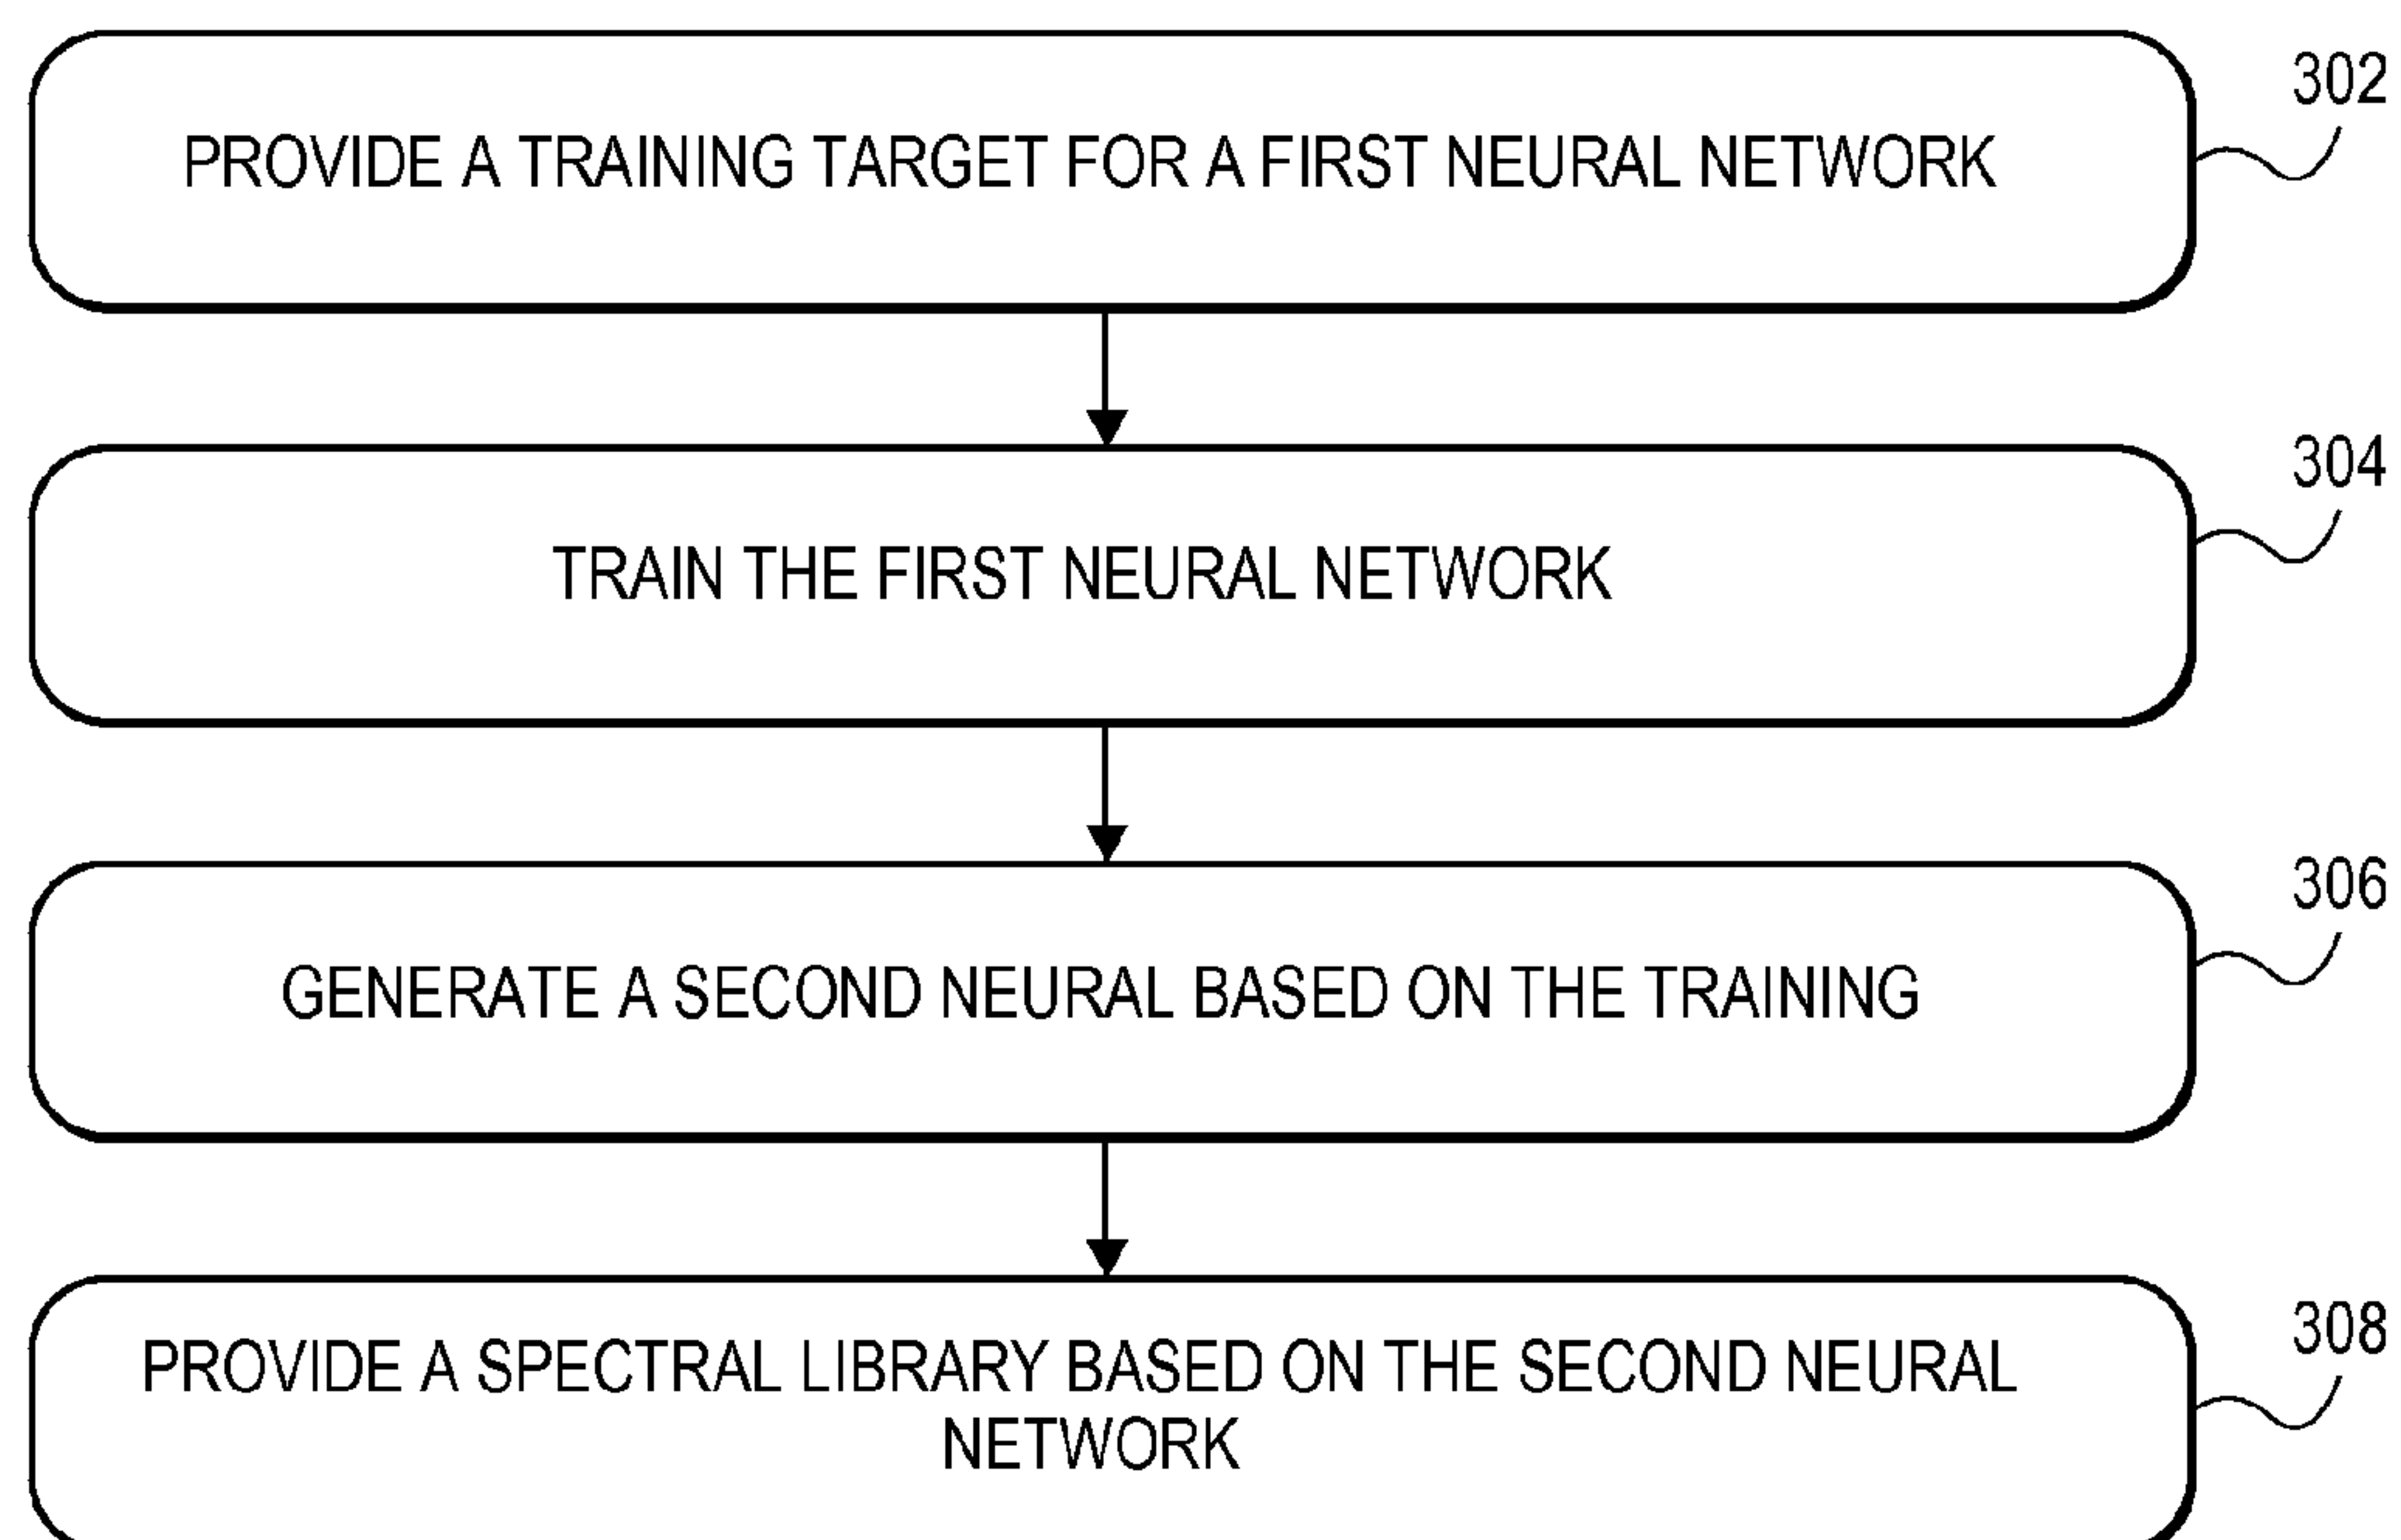 302
PROVIDE A TRAINING TARGET FOR A FIRST NEURAL NETWORK
304
TRAIN THE FIRST NEURAL NETWORK
306
GENERATE A SECOND NEURAL BASED ON THE TRAINING
308
PROVIDE A SPECTRAL LIBRARY BASED ON THE SECOND NEURAL
NETWORK